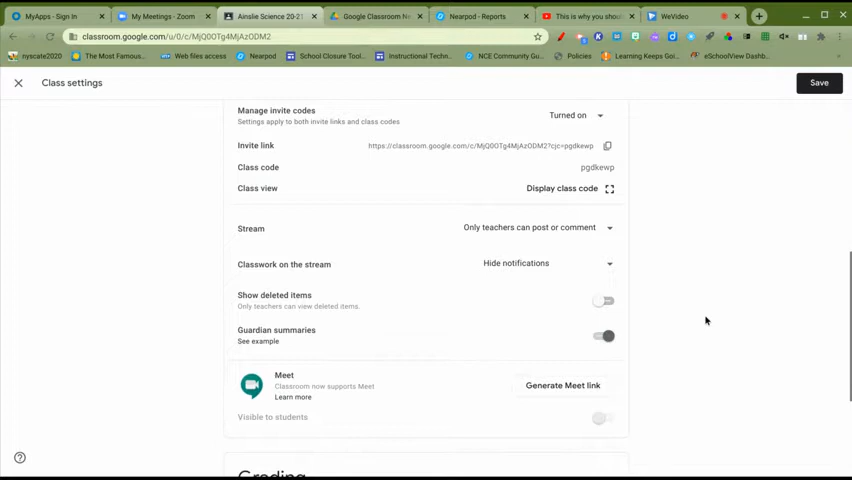 MyApps - Sign In
My Meetings - Zoom
Ainslie Science 20-21
Google Classroom Ne
Nearpod - Reports
This is why you shou
WeVideo
classroom.google.com/u/0/c/MjQ0OTg4MjAzODM2/settings
nyscate2020
The Most Famous...
Web files access
Nearpod
School Closure Tool...
Instructional Techn...
NCE Community Gu...
Policies
Learning Keeps Goi...
eSchoolView Dashb...
Class settings
Save
Manage invite codes
Turned on
Settings apply to both invite links and class codes
Invite link
https://classroom.google.com/c/MjQ0OTg4MjAzODM2?cjc=pgdkewp
Class code
pgdkewp
Class view
Display class code
Stream
Only teachers can post or comment
Classwork on the stream
Hide notifications
Show deleted items
Only teachers can view deleted items.
Guardian summaries
See example
Meet
Classroom now supports Meet
Learn more
Generate Meet link
Visible to students
Grading